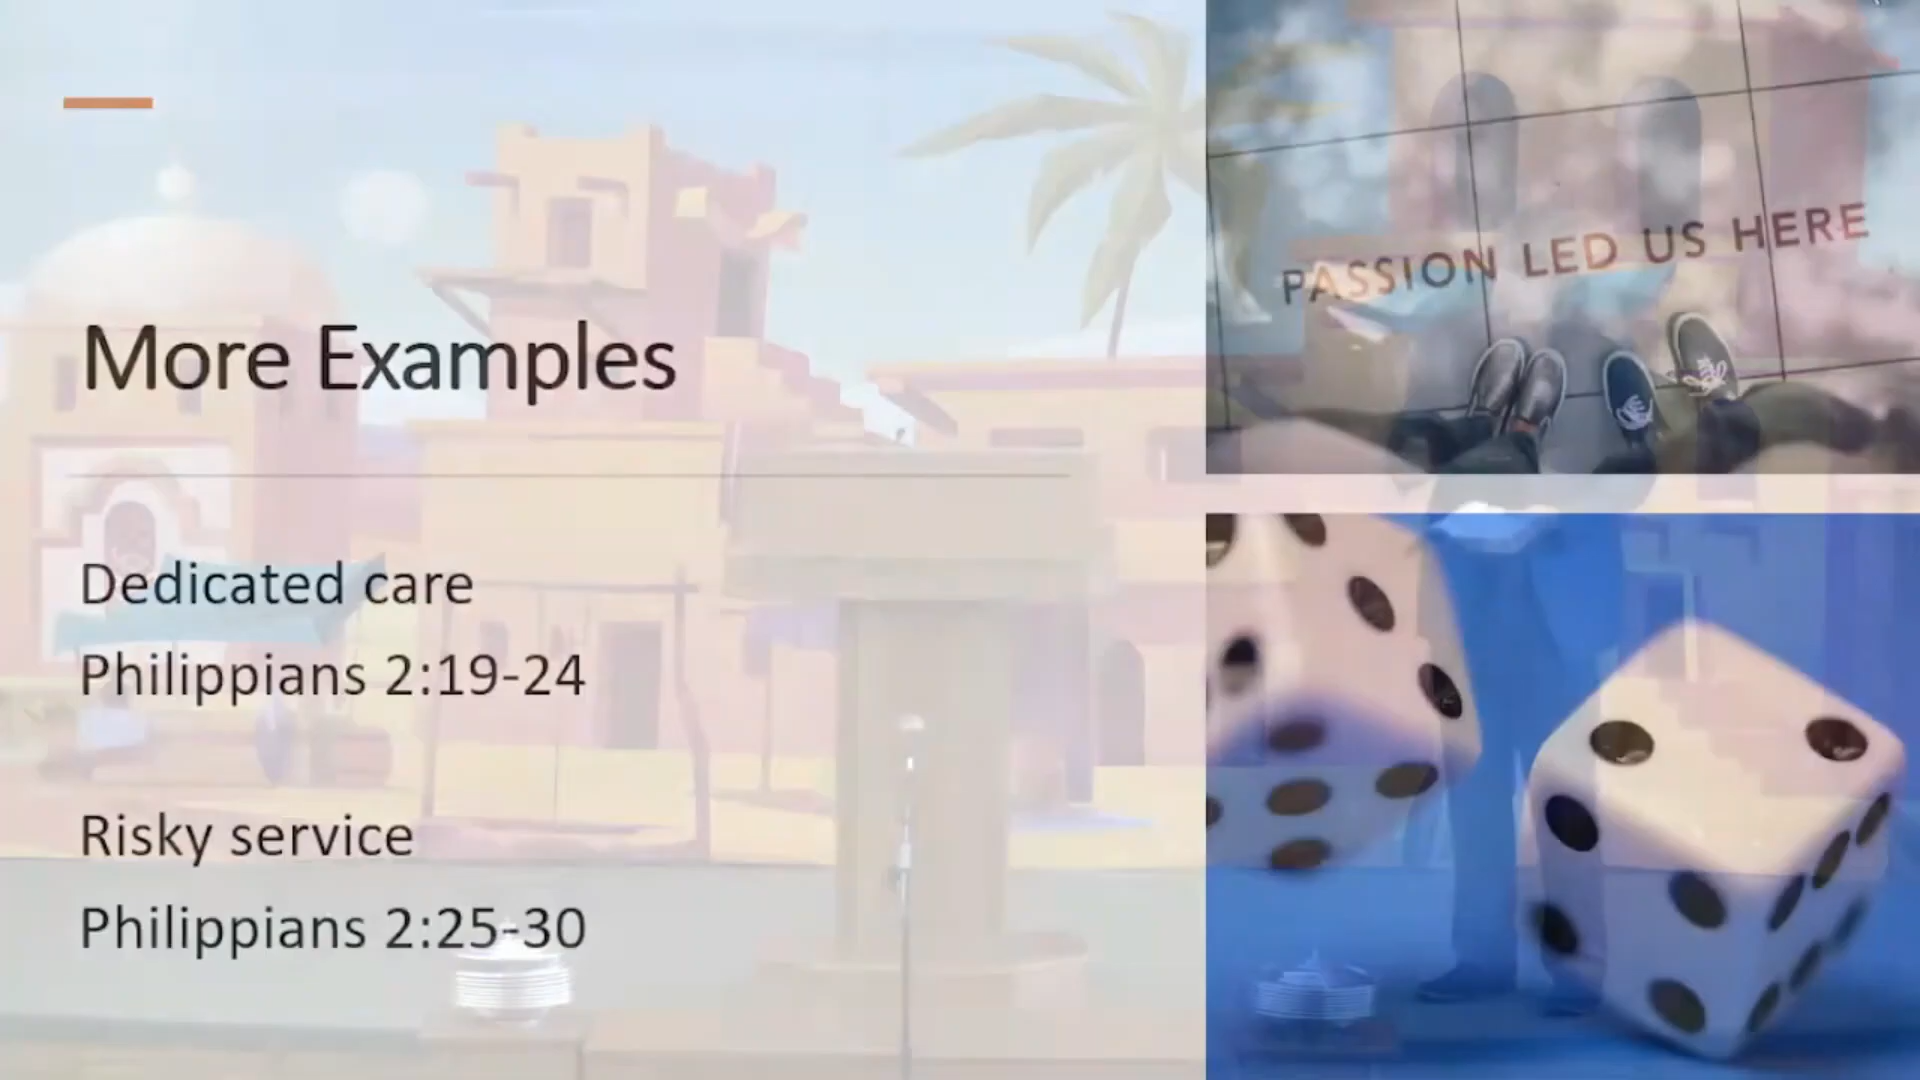 More Examples
Dedicated care
Philippians 2:19-24
Risky service
Philippians 2:25-30
PASSION LED US HERE